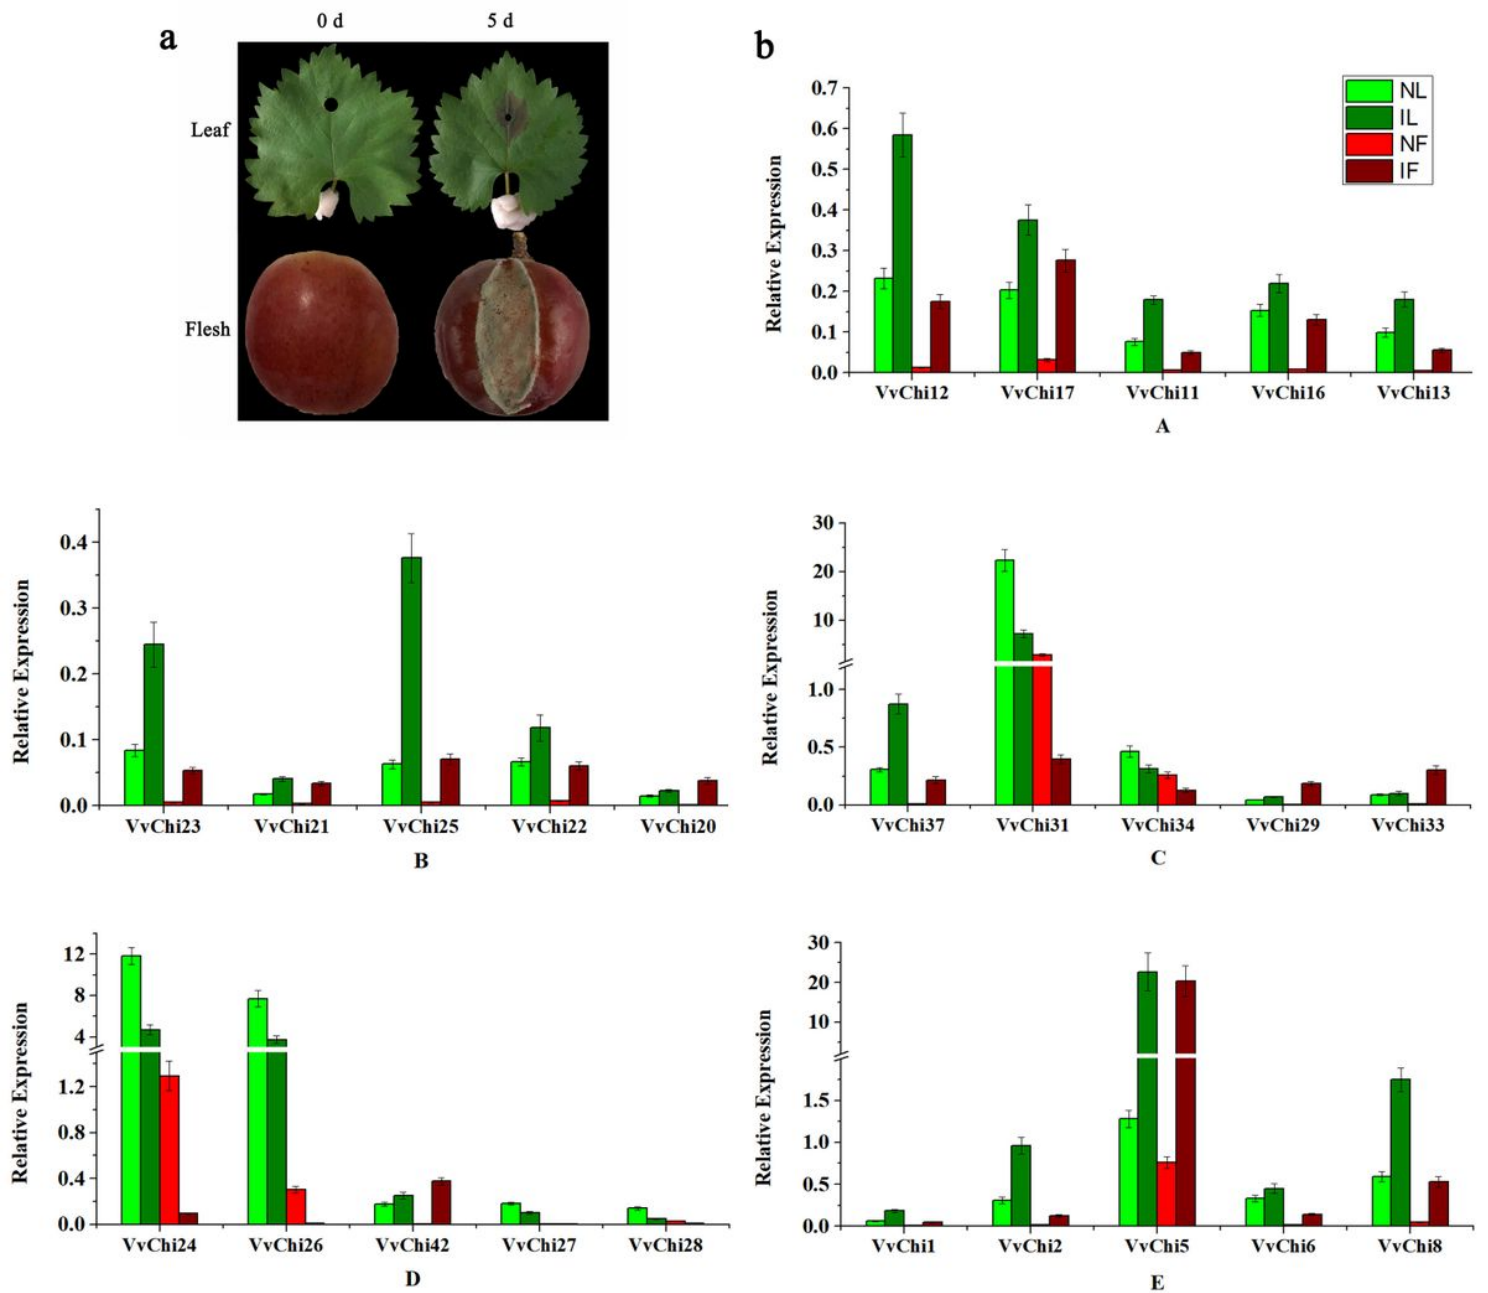 a
0 d 5 d
Leaf
Flesh
b
NL
IL
NF
IF
Relative Expression
0.7
0.6
0.5
0.4
0.3
0.2
0.1
0.0
VvChi12 VvChi17 VvChi11 VvChi16 VvChi13
A
Relative Expression
0.4
0.3
0.2
0.1
0.0
VvChi23 VvChi21 VvChi25 VvChi22 VvChi20
B
Relative Expression
30
20
10
1.0
0.5
0.0
VvChi37 VvChi31 VvChi34 VvChi29 VvChi33
C
Relative Expression
12
8
4
1.2
0.8
0.4
0.0
VvChi24 VvChi26 VvChi42 VvChi27 VvChi28
D
Relative Expression
30
20
10
1.5
1.0
0.5
0.0
VvChi1 VvChi2 VvChi5 VvChi6 VvChi8
E